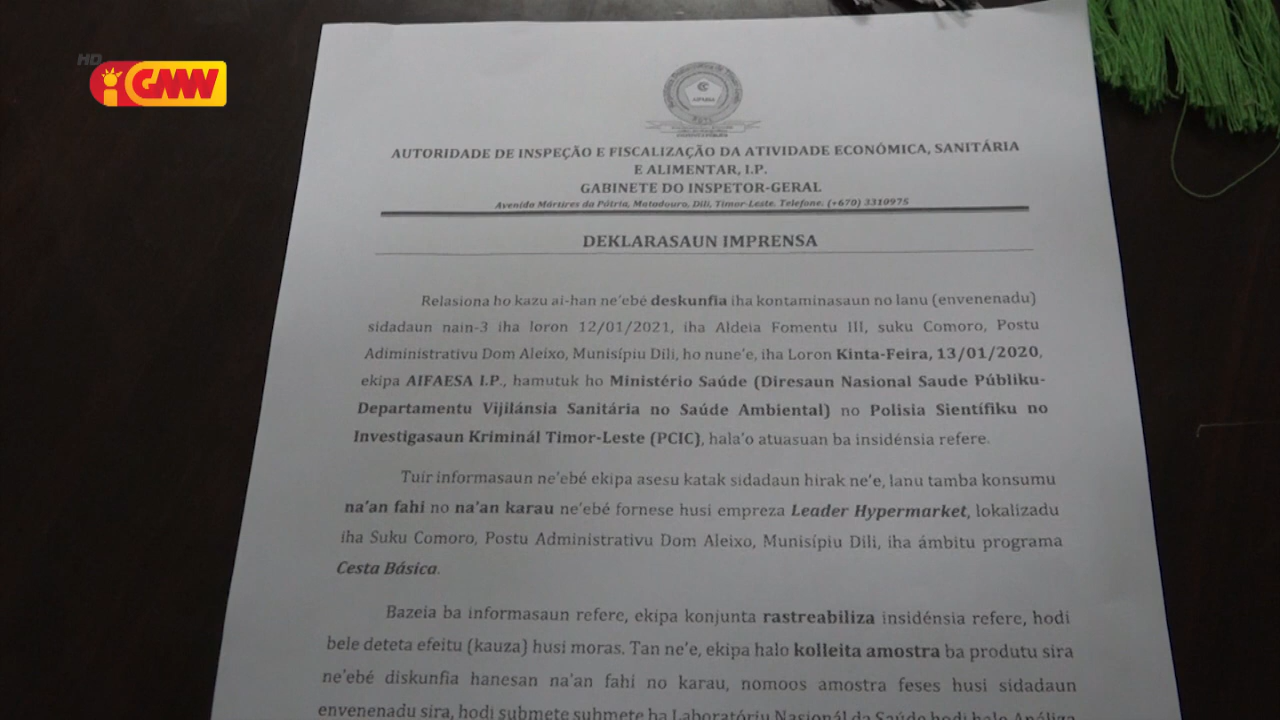 HD
GMN
AIFAESA
AUTORIDADE DE INSPEÇÃO E FISCALIZAÇÃO DA ATIVIDADE ECONÓMICA, SANITÁRIA
E ALIMENTAR, I.P.
GABINETE DO INSPETOR-GERAL
Avenida Mártires da Pátria, Matadouro, Dili, Timor-Leste. Telefone. (+670) 3310975
DEKLARASAUN IMPRENSA
Relasiona ho kazu ai-han ne'ebé deskunfia iha kontaminasaun no lanu (envenenadu)
sidadaun nain-3 iha loron 12/01/2021, iha Aldeia Fomentu III, suku Comoro, Postu
Adiministrativu Dom Aleixo, Munisípiu Dili, ho nune'e, iha Loron Kinta-Feira, 13/01/2020,
ekipa AIFAESA I.P., hamutuk ho Ministério Saúde (Diresaun Nasional Saude Públiku-
Departamentu Vijilánsia Sanitária no Saúde Ambiental) no Polisia Sientífiku no
Investigasaun Kriminál Timor-Leste (PCIC), hala'o atuasuan ba insidénsia refere.
Tuir informasaun ne'ebé ekipa asesu katak sidadaun hirak ne'e, lanu tamba konsumu
na'an fahi no na'an karau ne'ebé fornese husi empreza Leader Hypermarket, lokalizadu
iha Suku Comoro, Postu Administrativu Dom Aleixo, Munisípiu Dili, iha ámbitu programa
Cesta Básica.
Bazeia ba informasaun refere, ekipa konjunta rastreabiliza insidénsia refere, hodi
bele deteta efeitu (kauza) husi moras. Tan ne'e, ekipa halo kolleita amostra ba produtu sira
ne'ebé diskunfia hanesan na'an fahi no karau, nomoos amostra feses husi sidadaun
envenenadu sira, hodi submete submete ba Laboratóriu Nasionál da Saúde hodi halo Análiza